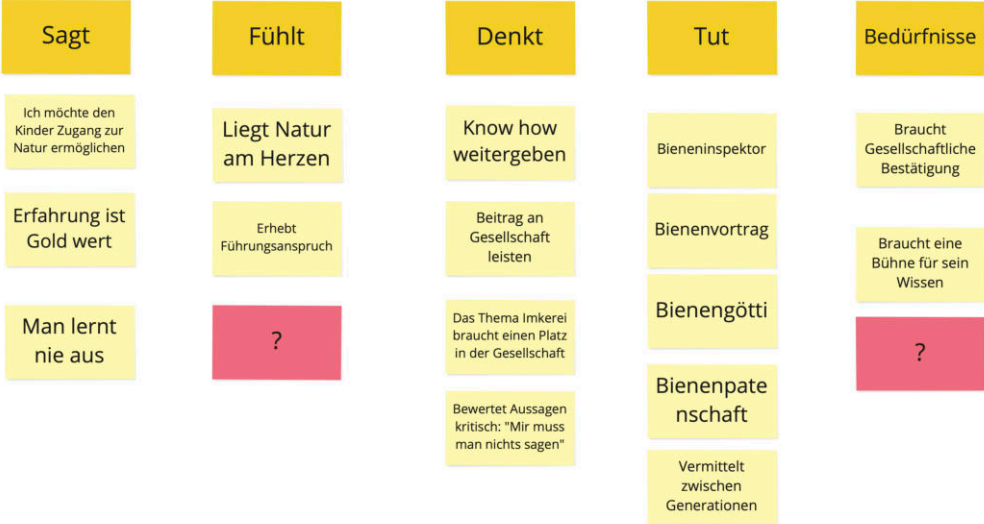 Sagt
Ich möchte den
Kinder Zugang zur
Natur ermöglichen
Erfahrung ist
Gold wert
Man lernt
nie aus
Fühlt
Liegt Natur
am Herzen
Erhebt
Führungsanspruch
?
Denkt
Know how
weitergeben
Beitrag an
Gesellschaft
leisten
Das Thema Imkerei
braucht einen Platz
in der Gesellschaft
Bewertet Aussagen
kritisch: "Mir muss
man nichts sagen"
Tut
Bieneninspektor
Bienenvortrag
Bienengötti
Bienenpate
nschaft
Vermittelt
zwischen
Generationen
Bedürfnisse
Braucht
Gesellschaftliche
Bestätigung
Braucht eine
Bühne für sein
Wissen
?